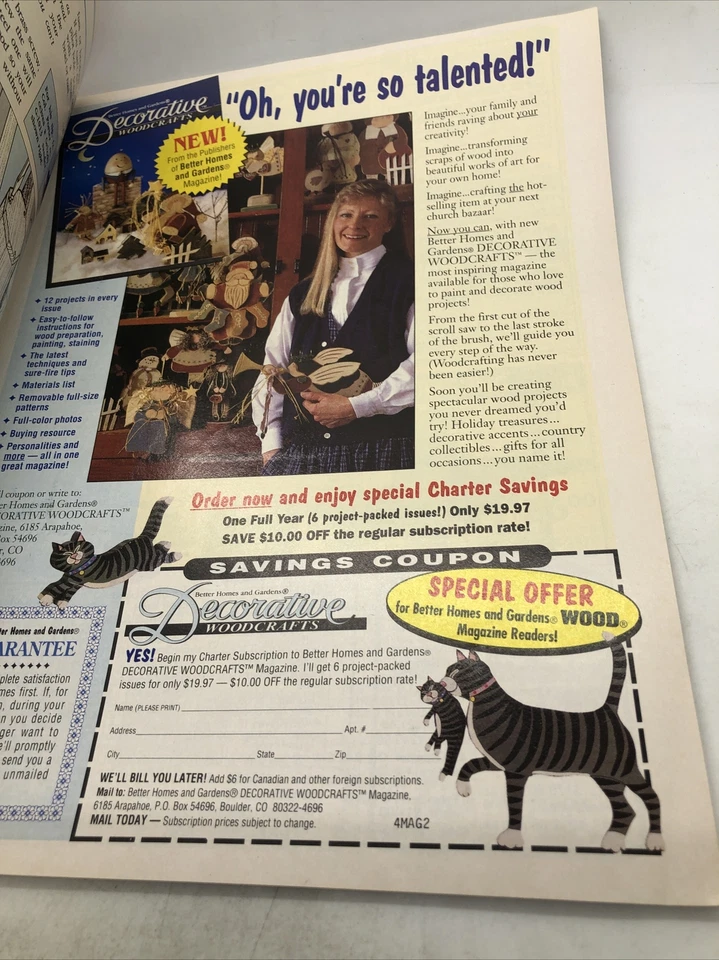 "Oh, you're so talented!"
Better Homes and Gardens®
Decorative
WOODCRAFTS™
NEW!
From the Publishers
of Better Homes
and Gardens®
Magazine!
Imagine...your family and
friends raving about your
creativity!
Imagine...transforming
scraps of wood into
beautiful works of art for
your own home!
Imagine...crafting the hot-
selling item at your next
church bazaar!
Now you can, with new
Better Homes and
Gardens® DECORATIVE
WOODCRAFTS™ — the
most inspiring magazine
available for those who love
to paint and decorate wood
projects!
From the first cut of the
scroll saw to the last stroke
of the brush, we'll guide you
every step of the way.
(Woodcrafting has never
been easier!)
Soon you'll be creating
spectacular wood projects
you never dreamed you'd
try! Holiday treasures...
decorative accents...country
collectibles...gifts for all
occasions...you name it!
✦ 12 projects in every
issue
✦ Easy-to-follow
instructions for
wood preparation,
painting, staining
✦ The latest
techniques and
sure-fire tips
✦ Materials list
✦ Removable full-size
patterns
✦ Full-color photos
✦ Buying resource
✦ Personalities and
more — all in one
great magazine!
l coupon or write to:
er Homes and Gardens®
ORATIVE WOODCRAFTS™
zine, 6185 Arapahoe,
ox 54696
r, CO
696
Order now and enjoy special Charter Savings
One Full Year (6 project-packed issues!) Only $19.97
SAVE $10.00 OFF the regular subscription rate!
SAVINGS COUPON
Better Homes and Gardens®
Decorative
WOODCRAFTS™
SPECIAL OFFER
for Better Homes and Gardens® WOOD®
Magazine Readers!
YES! Begin my Charter Subscription to Better Homes and Gardens®
DECORATIVE WOODCRAFTS™ Magazine. I'll get 6 project-packed
issues for only $19.97 — $10.00 OFF the regular subscription rate!
Name (PLEASE PRINT)
Address Apt. #
City State Zip
WE'LL BILL YOU LATER! Add $6 for Canadian and other foreign subscriptions.
Mail to: Better Homes and Gardens® DECORATIVE WOODCRAFTS™ Magazine,
6185 Arapahoe, P.O. Box 54696, Boulder, CO 80322-4696
MAIL TODAY — Subscription prices subject to change. 4MAG2
ter Homes and Gardens®
ARANTEE
plete satisfaction
mes first. If, for
n, during your
n you decide
ger want to
e'll promptly
send you a
unmailed